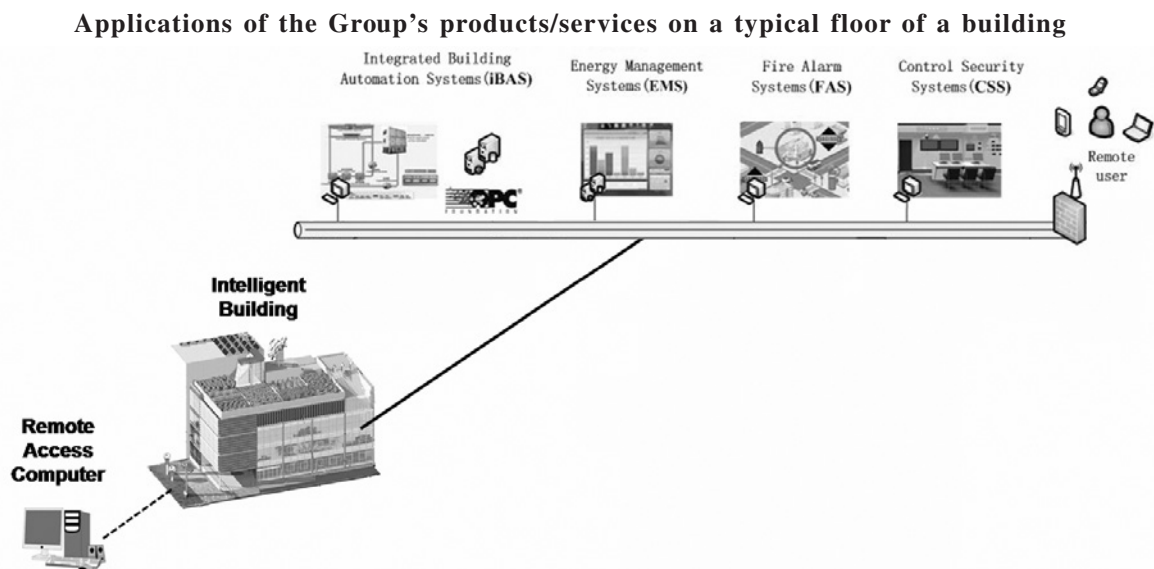 Applications of the Group's products/services on a typical floor of a building
Integrated Building
Automation Systems(iBAS)
Energy Management
Systems(EMS)
Fire Alarm
Systems(FAS)
Control Security
Systems(CSS)
Remote
user
OPC
FOUNDATION
Intelligent
Building
Remote
Access
Computer